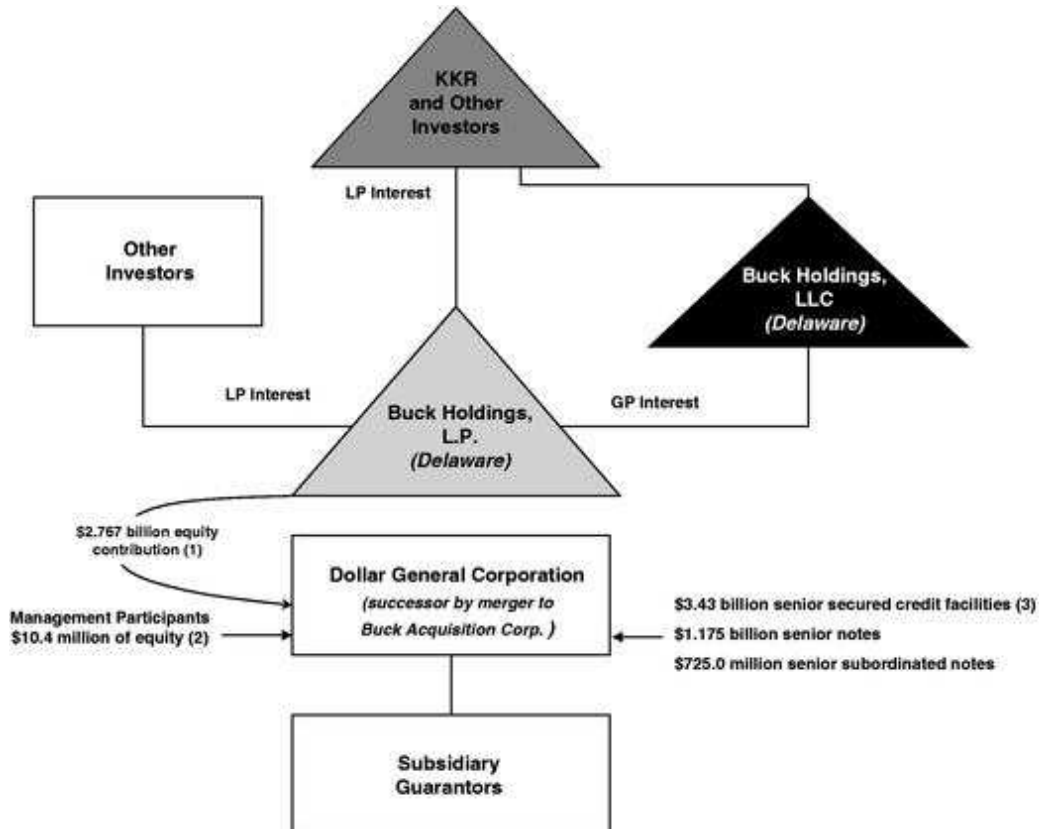 KKR
and Other
Investors
LP Interest
Other
Investors
Buck Holdings,
LLC
(Delaware)
LP Interest
GP Interest
Buck Holdings,
L.P.
(Delaware)
$2.767 billion equity
contribution (1)
Dollar General Corporation
(successor by merger to
Buck Acquisition Corp. )
Management Participants
$10.4 million of equity (2)
$3.43 billion senior secured credit facilities (3)
$1.175 billion senior notes
$725.0 million senior subordinated notes
Subsidiary
Guarantors